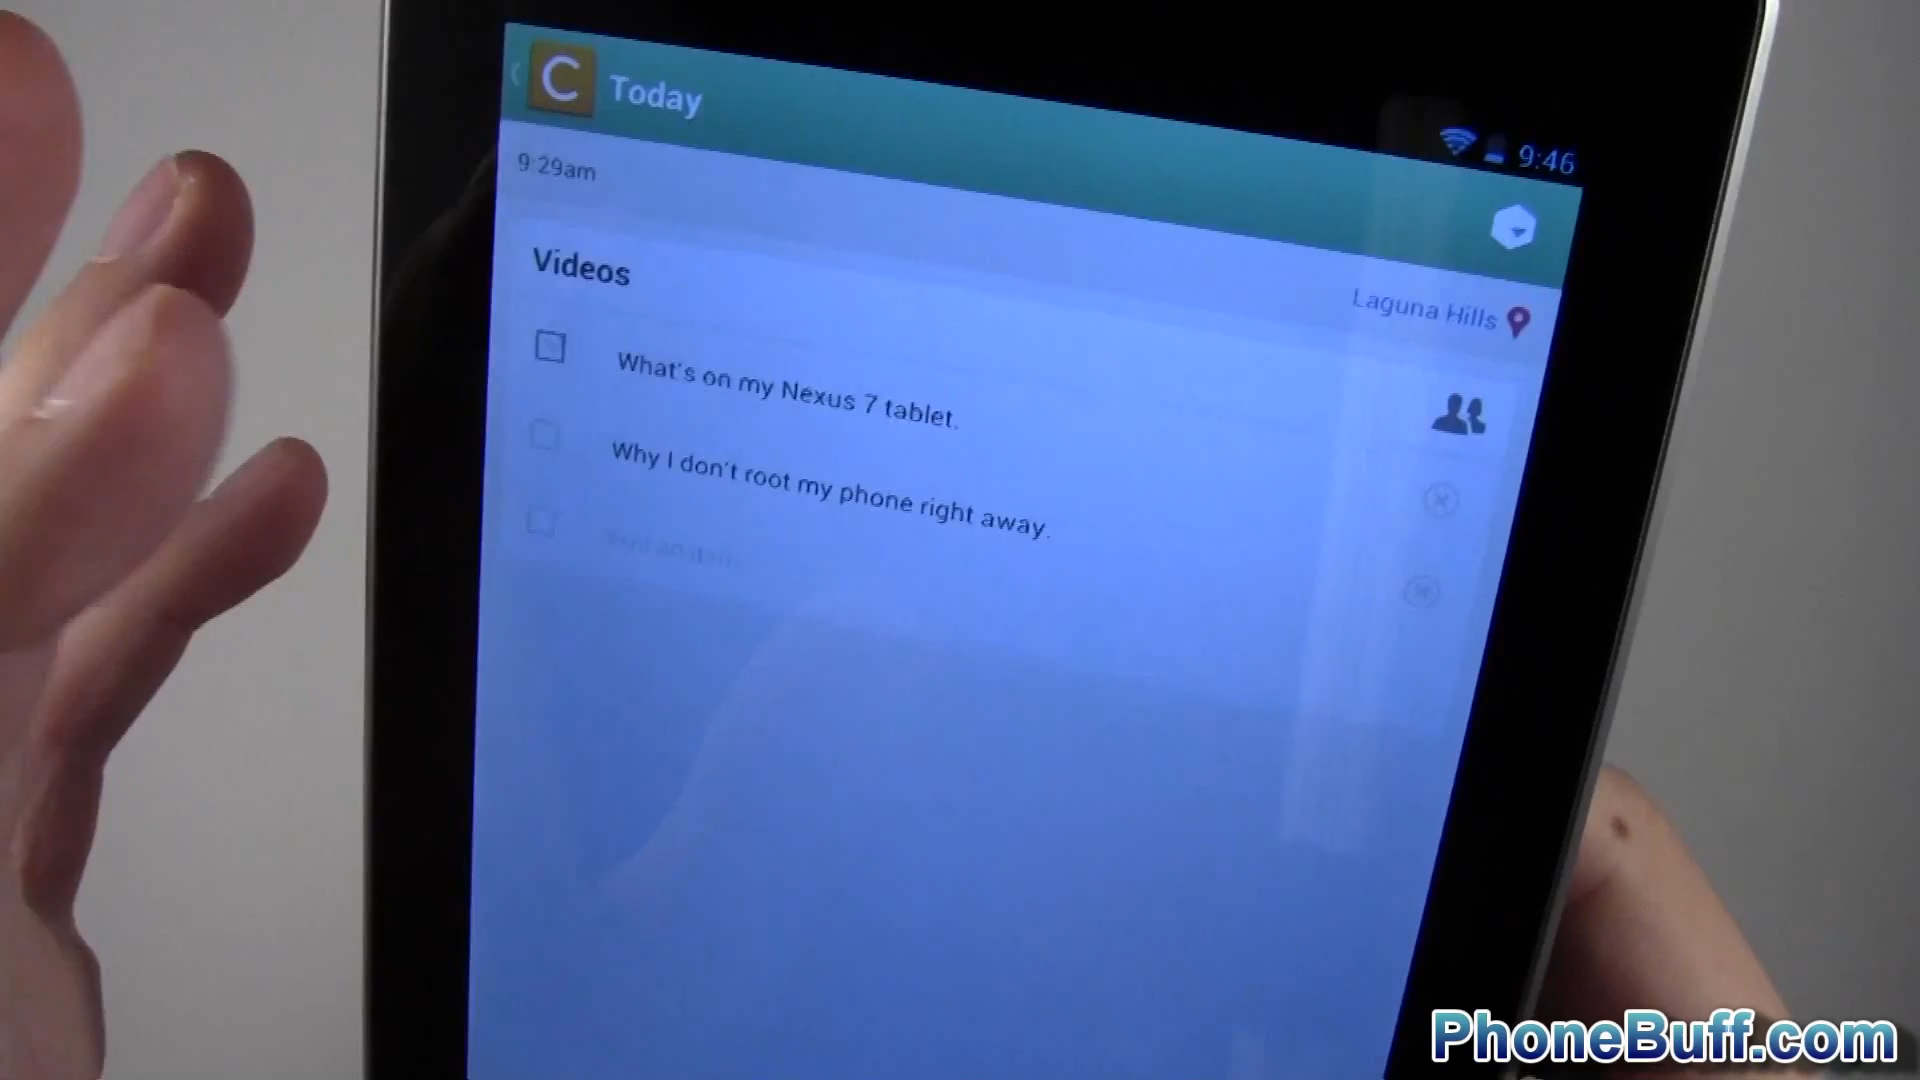 C Today
9:46
9:29am
Laguna Hills
Videos
What's on my Nexus 7 tablet.
Why I don't root my phone right away.
PhoneBuff.com